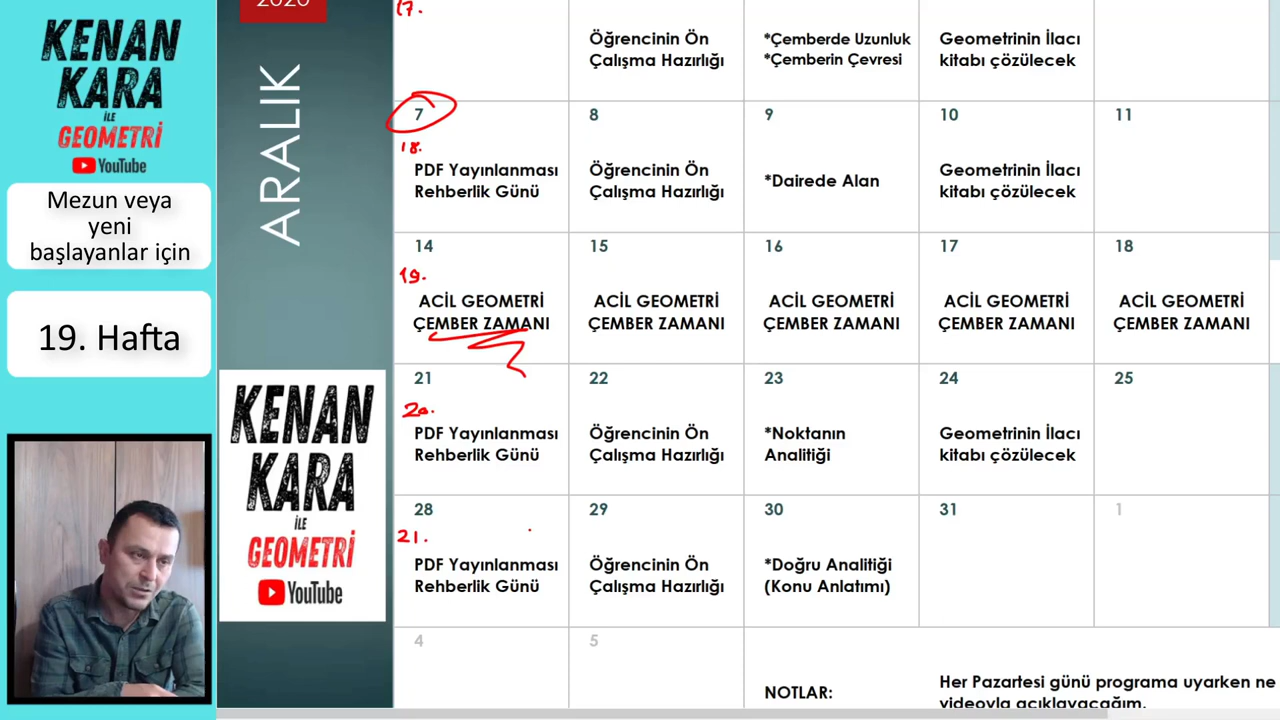 KENAN
KARA
İLE
GEOMETRİ
YouTube
Mezun veya
yeni
başlayanlar için
19. Hafta
2020
ARALIK
KENAN
KARA
İLE
GEOMETRİ
YouTube
17.
Öğrencinin Ön
Çalışma Hazırlığı
*Çemberde Uzunluk
*Çemberin Çevresi
Geometrinin İlacı
kitabı çözülecek
7
18.
PDF Yayınlanması
Rehberlik Günü
8
Öğrencinin Ön
Çalışma Hazırlığı
9
*Dairede Alan
10
Geometrinin İlacı
kitabı çözülecek
11
14
19.
ACİL GEOMETRİ
ÇEMBER ZAMANI
15
ACİL GEOMETRİ
ÇEMBER ZAMANI
16
ACİL GEOMETRİ
ÇEMBER ZAMANI
17
ACİL GEOMETRİ
ÇEMBER ZAMANI
18
ACİL GEOMETRİ
ÇEMBER ZAMANI
21
20.
PDF Yayınlanması
Rehberlik Günü
22
Öğrencinin Ön
Çalışma Hazırlığı
23
*Noktanın
Analitiği
24
Geometrinin İlacı
kitabı çözülecek
25
28
21.
PDF Yayınlanması
Rehberlik Günü
29
Öğrencinin Ön
Çalışma Hazırlığı
30
*Doğru Analitiği
(Konu Anlatımı)
31
1
4
5
NOTLAR:
Her Pazartesi günü programa uyarken ne
videoyla açıklayacağım.